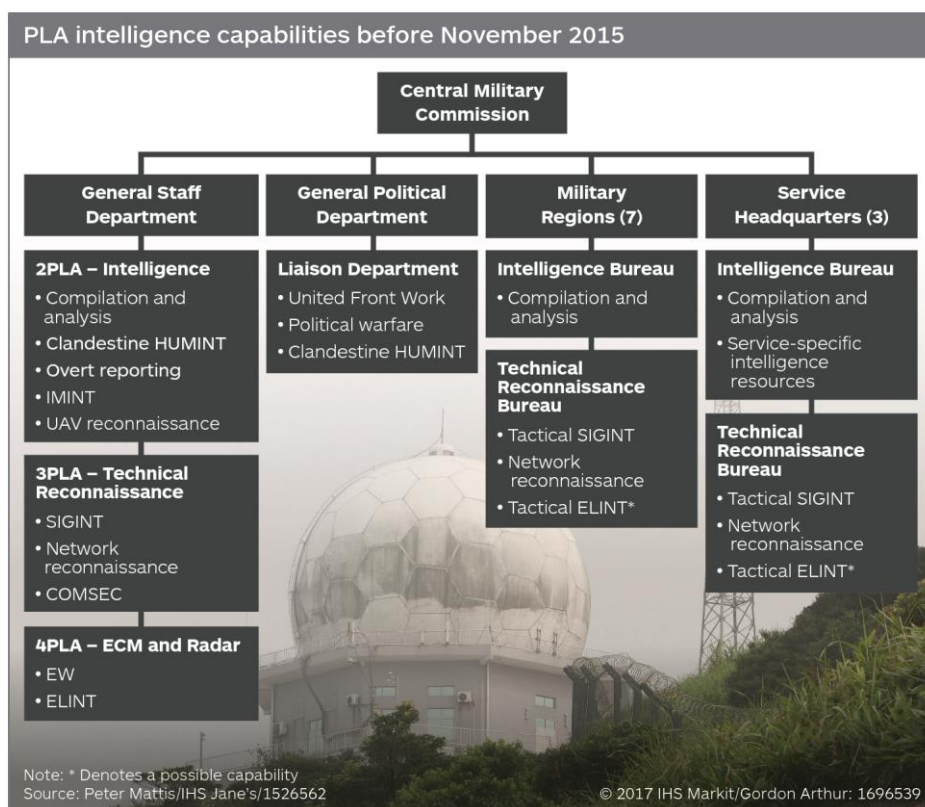 PLA intelligence capabilities before November 2015
Central Military
Commission
General Staff
Department
2PLA – Intelligence
• Compilation and
analysis
• Clandestine HUMINT
• Overt reporting
• IMINT
• UAV reconnaissance
3PLA – Technical
Reconnaissance
• SIGINT
• Network
reconnaissance
• COMSEC
4PLA – ECM and Radar
• EW
• ELINT
General Political
Department
Liaison Department
• United Front Work
• Political warfare
• Clandestine HUMINT
Military
Regions (7)
Intelligence Bureau
• Compilation and
analysis
Technical
Reconnaissance
Bureau
• Tactical SIGINT
• Network
reconnaissance
• Tactical ELINT*
Service
Headquarters (3)
Intelligence Bureau
• Compilation and
analysis
• Service-specific
intelligence
resources
Technical
Reconnaissance
Bureau
• Tactical SIGINT
• Network
reconnaissance
• Tactical ELINT*
Note: * Denotes a possible capability
Source: Peter Mattis/IHS Jane's/1526562
© 2017 IHS Markit/Gordon Arthur: 1696539